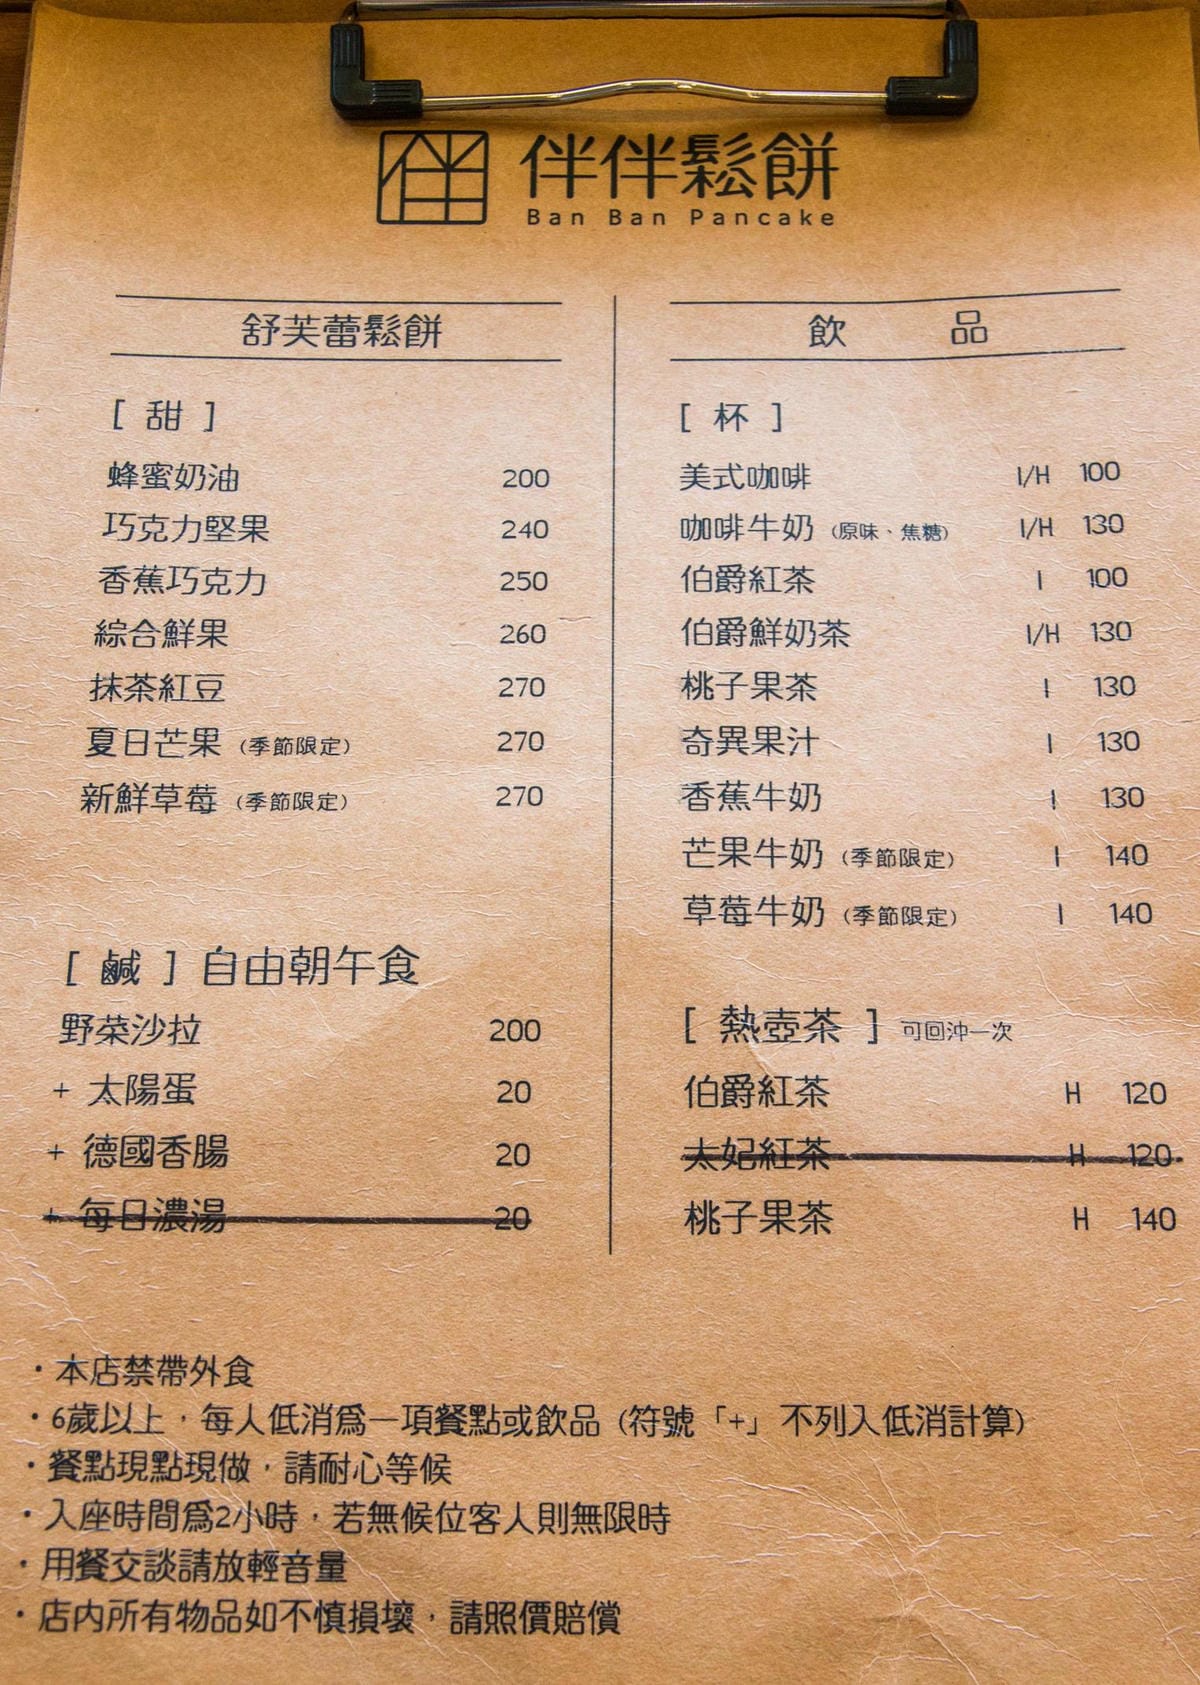 伴伴鬆餅
Ban Ban Pancake
舒芙蕾鬆餅
[ 甜 ]
蜂蜜奶油 200
巧克力堅果 240
香蕉巧克力 250
綜合鮮果 260
抹茶紅豆 270
夏日芒果 (季節限定) 270
新鮮草莓 (季節限定) 270
[ 鹹 ] 自由朝午食
野菜沙拉 200
+ 太陽蛋 20
+ 德國香腸 20
+ 每日濃湯 20
飲 品
[ 杯 ]
美式咖啡 I/H 100
咖啡牛奶 (原味、焦糖) I/H 130
伯爵紅茶 I 100
伯爵鮮奶茶 I/H 130
桃子果茶 I 130
奇異果汁 I 130
香蕉牛奶 I 130
芒果牛奶 (季節限定) I 140
草莓牛奶 (季節限定) I 140
[ 熱壺茶 ] 可回沖一次
伯爵紅茶 H 120
太妃紅茶 H 120
桃子果茶 H 140
・本店禁帶外食
・6歲以上，每人低消為一項餐點或飲品 (符號「+」不列入低消計算)
・餐點現點現做，請耐心等候
・入座時間為2小時，若無候位客人則無限時
・用餐交談請放輕音量
・店內所有物品如不慎損壞，請照價賠償